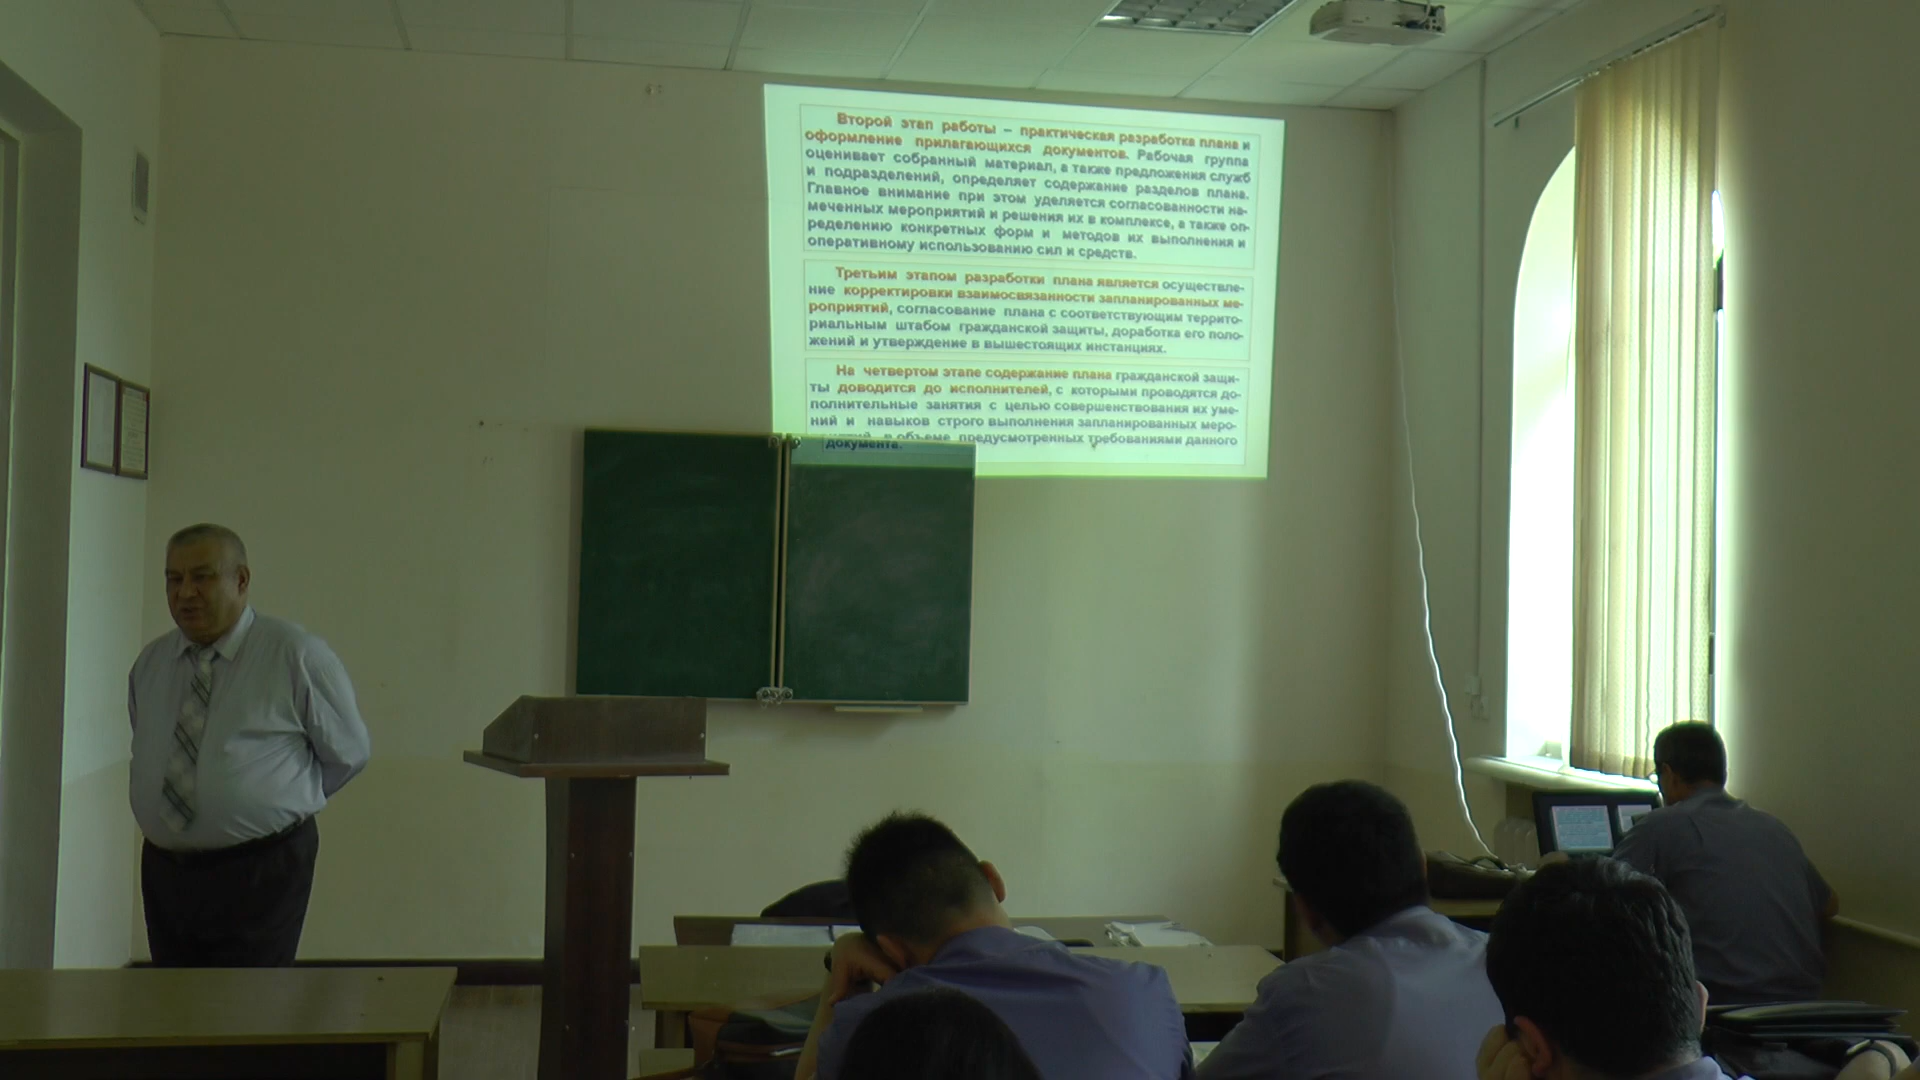 Второй этап работы – практическая разработка плана и
оформление прилагающихся документов. Рабочая группа
оценивает собранный материал, а также предложения служб
и подразделений, определяет содержание разделов плана.
Главное внимание при этом уделяется согласованности на-
меченных мероприятий и решения их в комплексе, а также оп-
ределению конкретных форм и методов их выполнения и
оперативному использованию сил и средств.
Третьим этапом разработки плана является осуществле-
ние корректировки взаимосвязанности запланированных ме-
роприятий, согласование плана с соответствующим террито-
риальным штабом гражданской защиты, доработка его поло-
жений и утверждение в вышестоящих инстанциях.
На четвертом этапе содержание плана гражданской защи-
ты доводится до исполнителей, с которыми проводятся до-
полнительные занятия с целью совершенствования их уме-
ний и навыков строго выполнения запланированных меро-
в объеме предусмотренных требованиями данного
документа.